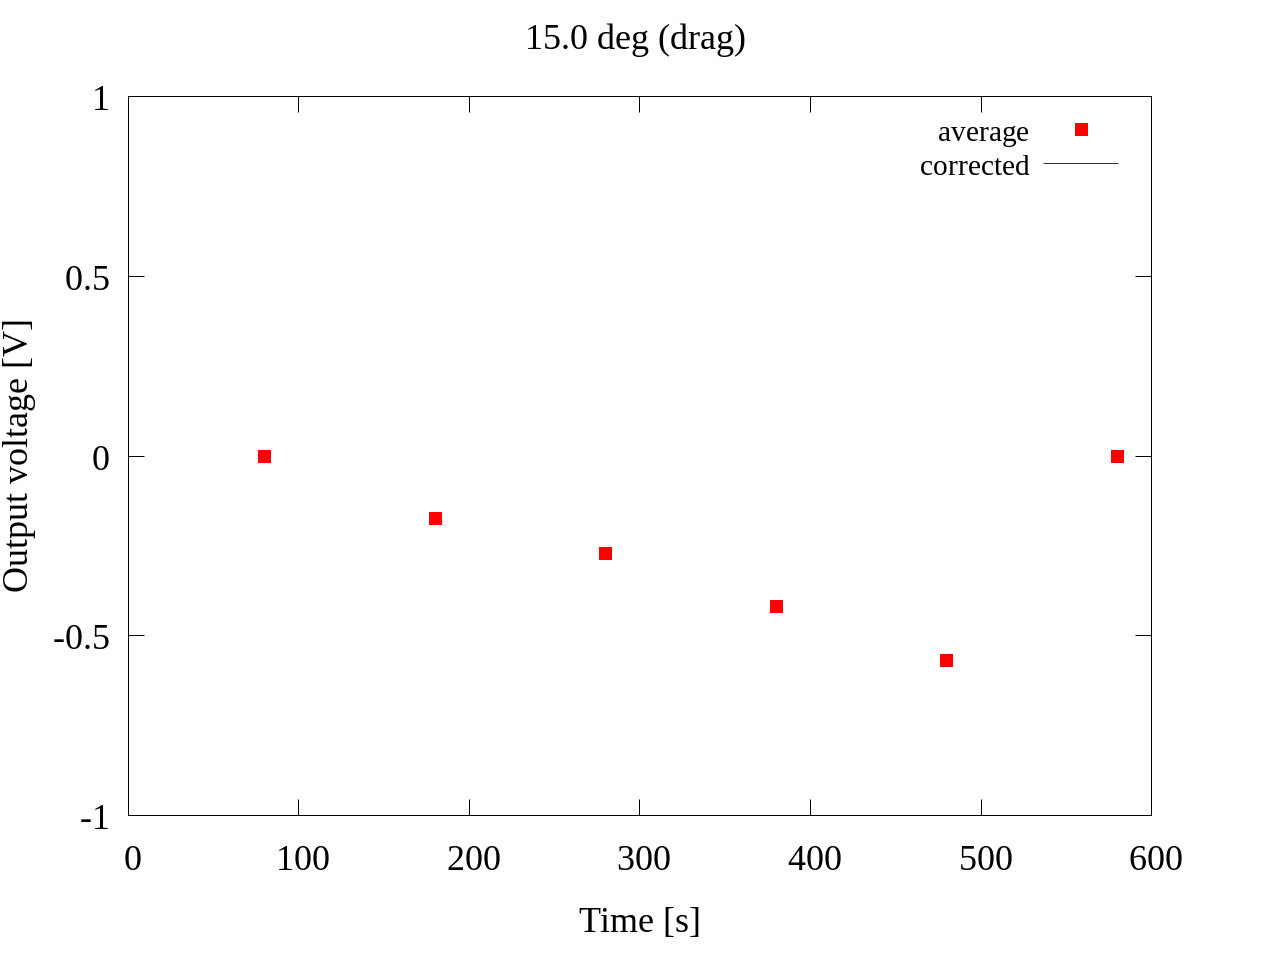 15.0 deg (drag)
average
corrected
1
0.5
0
-0.5
-1
Output voltage [V]
0 100 200 300 400 500 600
Time [s]